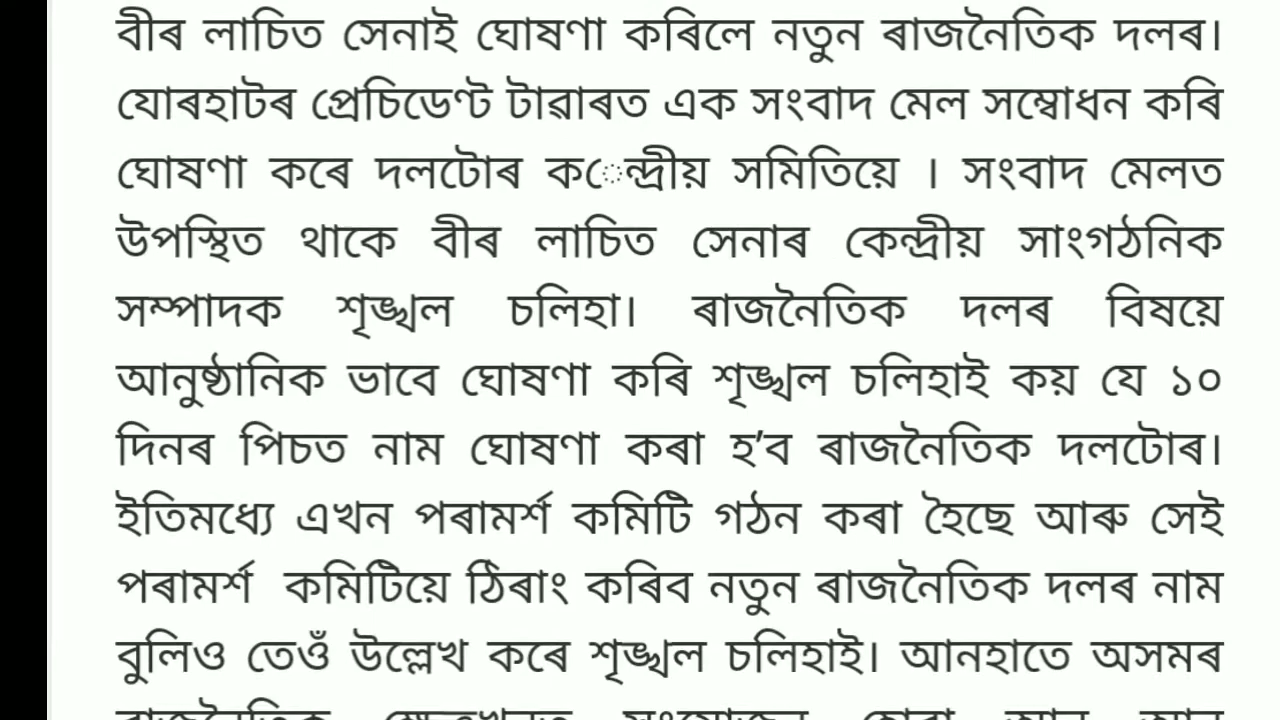 বীৰ লাচিত সেনাই ঘোষণা কৰিলে নতুন ৰাজনৈতিক দলৰ।
যোৰহাটৰ প্ৰেচিডেণ্ট টাৱাৰত এক সংবাদ মেল সম্বোধন কৰি
ঘোষণা কৰে দলটোৰ ক েন্দ্ৰীয় সমিতিয়ে । সংবাদ মেলত
উপস্থিত থাকে বীৰ লাচিত সেনাৰ কেন্দ্ৰীয় সাংগঠনিক
সম্পাদক শৃঙ্খল চলিহা। ৰাজনৈতিক দলৰ বিষয়ে
আনুষ্ঠানিক ভাবে ঘোষণা কৰি শৃঙ্খল চলিহাই কয় যে ১০
দিনৰ পিচত নাম ঘোষণা কৰা হ’ব ৰাজনৈতিক দলটোৰ।
ইতিমধ্যে এখন পৰামৰ্শ কমিটি গঠন কৰা হৈছে আৰু সেই
পৰামৰ্শ কমিটিয়ে ঠিৰাং কৰিব নতুন ৰাজনৈতিক দলৰ নাম
বুলিও তেওঁ উল্লেখ কৰে শৃঙ্খল চলিহাই। আনহাতে অসমৰ